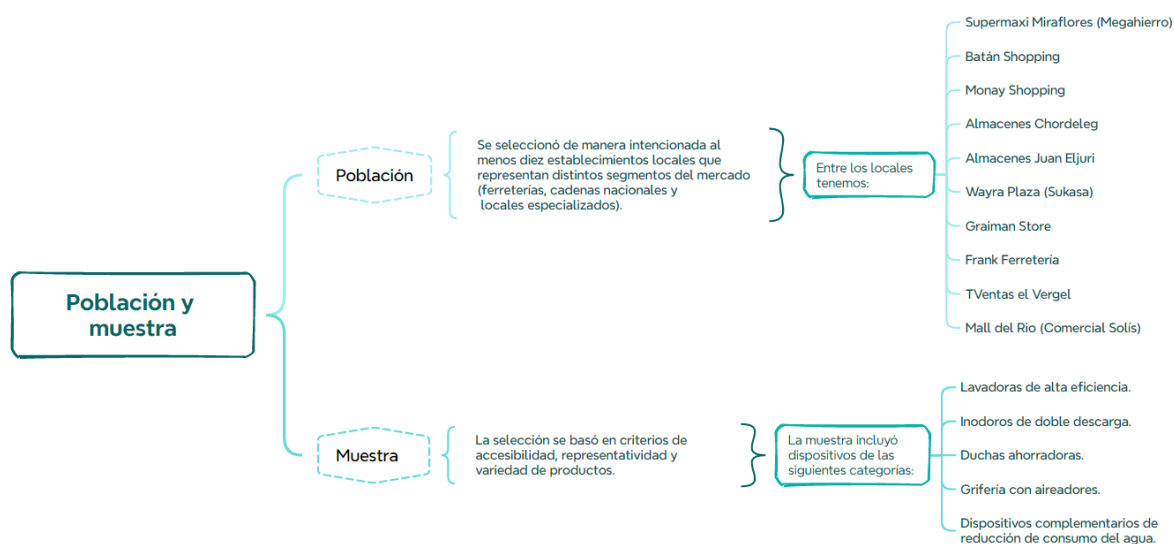 Población y
muestra
Población
Se seleccionó de manera intencionada al
menos diez establecimientos locales que
representan distintos segmentos del mercado
(ferreterías, cadenas nacionales y
locales especializados).
Entre los locales
tenemos:
Supermaxi Miraflores (Megahierro)
Batán Shopping
Monay Shopping
Almacenes Chordeleg
Almacenes Juan Eljuri
Wayra Plaza (Sukasa)
Graiman Store
Frank Ferretería
TVentas el Vergel
Mall del Rio (Comercial Solís)
Muestra
La selección se basó en criterios de
accesibilidad, representatividad y
variedad de productos.
La muestra incluyó
dispositivos de las
siguientes categorías:
Lavadoras de alta eficiencia.
Inodoros de doble descarga.
Duchas ahorradoras.
Grifería con aireadores.
Dispositivos complementarios de
reducción de consumo del agua.